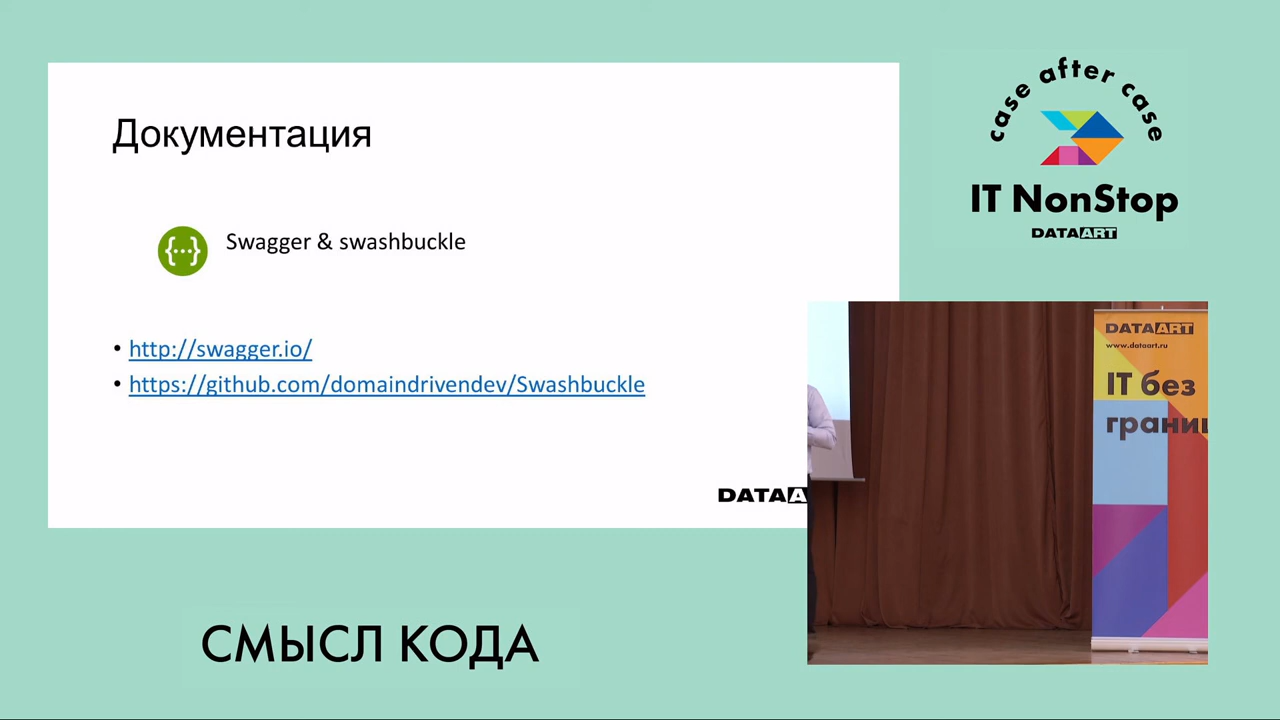 Документация
Swagger & swashbuckle
• http://swagger.io/
• https://github.com/domaindrivendev/Swashbuckle
DATAA
case after case
IT NonStop
DATAART
DATAART
www.dataart.ru
IT без
грани
СМЫСЛ КОДА